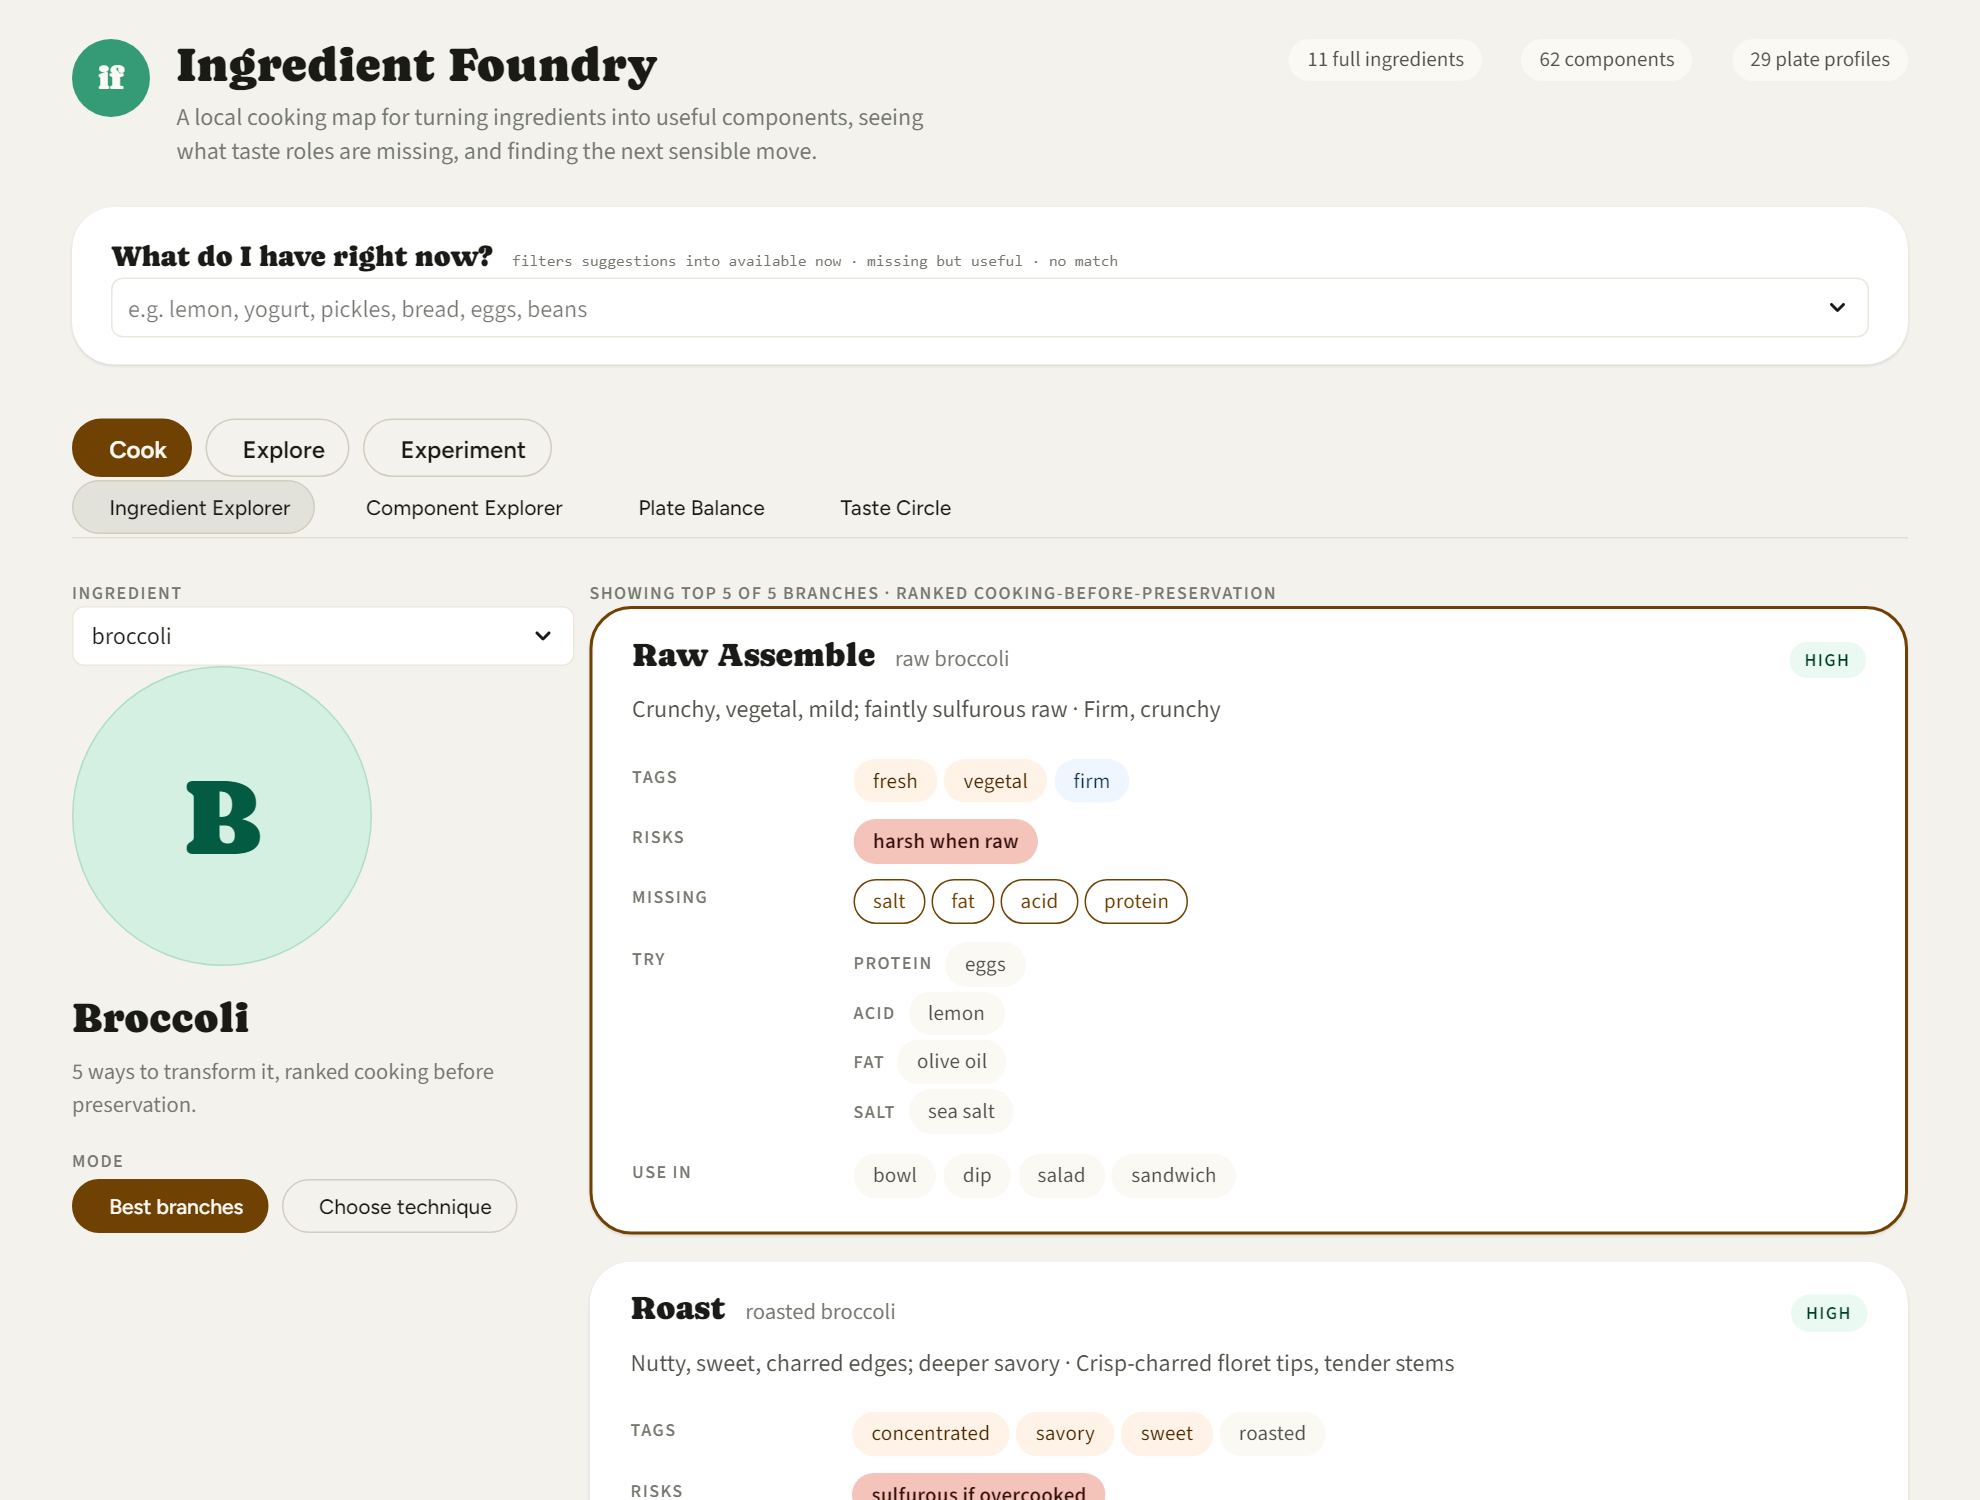 if
Ingredient Foundry
A local cooking map for turning ingredients into useful components, seeing
what taste roles are missing, and finding the next sensible move.
11 full ingredients
62 components
29 plate profiles
What do I have right now? filters suggestions into available now · missing but useful · no match
e.g. lemon, yogurt, pickles, bread, eggs, beans
Cook
Explore
Experiment
Ingredient Explorer
Component Explorer
Plate Balance
Taste Circle
INGREDIENT
broccoli
B
Broccoli
5 ways to transform it, ranked cooking before
preservation.
MODE
Best branches
Choose technique
SHOWING TOP 5 OF 5 BRANCHES · RANKED COOKING-BEFORE-PRESERVATION
Raw Assemble raw broccoli
HIGH
Crunchy, vegetal, mild; faintly sulfurous raw · Firm, crunchy
TAGS fresh vegetal firm
RISKS harsh when raw
MISSING salt fat acid protein
TRY PROTEIN eggs
ACID lemon
FAT olive oil
SALT sea salt
USE IN bowl dip salad sandwich
Roast roasted broccoli
HIGH
Nutty, sweet, charred edges; deeper savory · Crisp-charred floret tips, tender stems
TAGS concentrated savory sweet roasted
RISKS sulfurous if overcooked